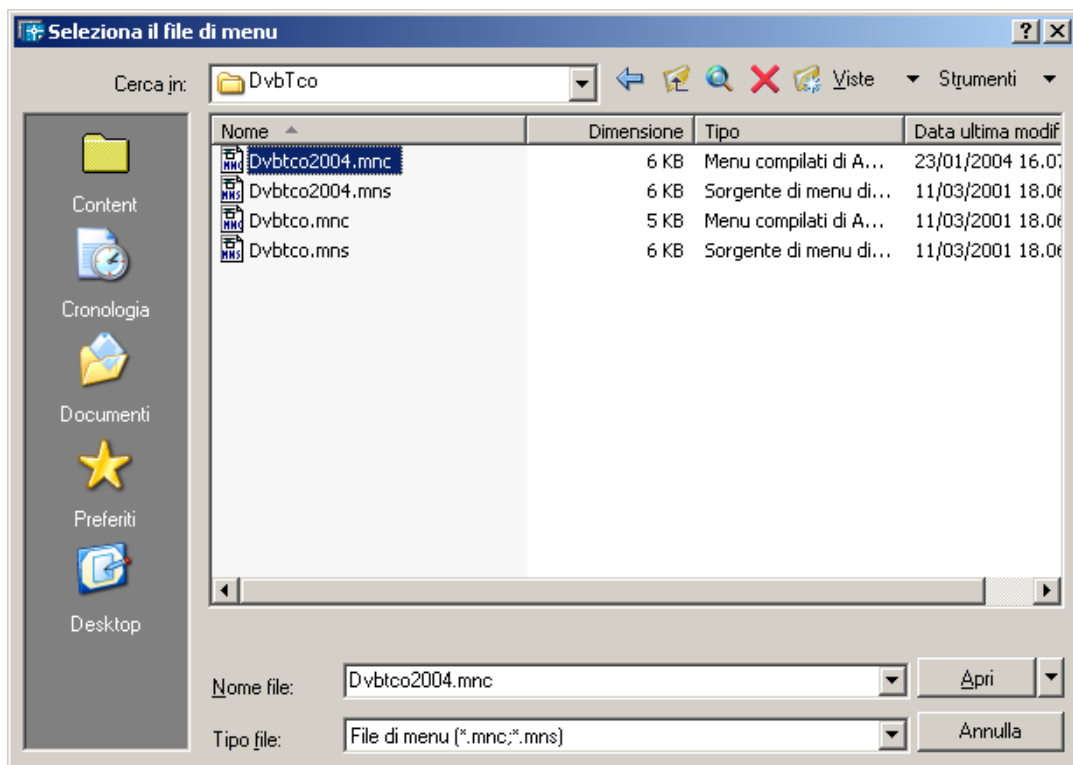 Seleziona il file di menu
Cerca in: DvbTco Viste Strumenti
Nome Dimensione Tipo Data ultima modif
Dvbtco2004.mnc 6 KB Menu compilati di A... 23/01/2004 16.07
Dvbtco2004.mns 6 KB Sorgente di menu di... 11/03/2001 18.06
Dvbtco.mnc 5 KB Menu compilati di A... 11/03/2001 18.06
Dvbtco.mns 6 KB Sorgente di menu di... 11/03/2001 18.06
Content
Cronologia
Documenti
Preferiti
Desktop
Nome file: Dvbtco2004.mnc Apri
Tipo file: File di menu (*.mnc;*.mns) Annulla